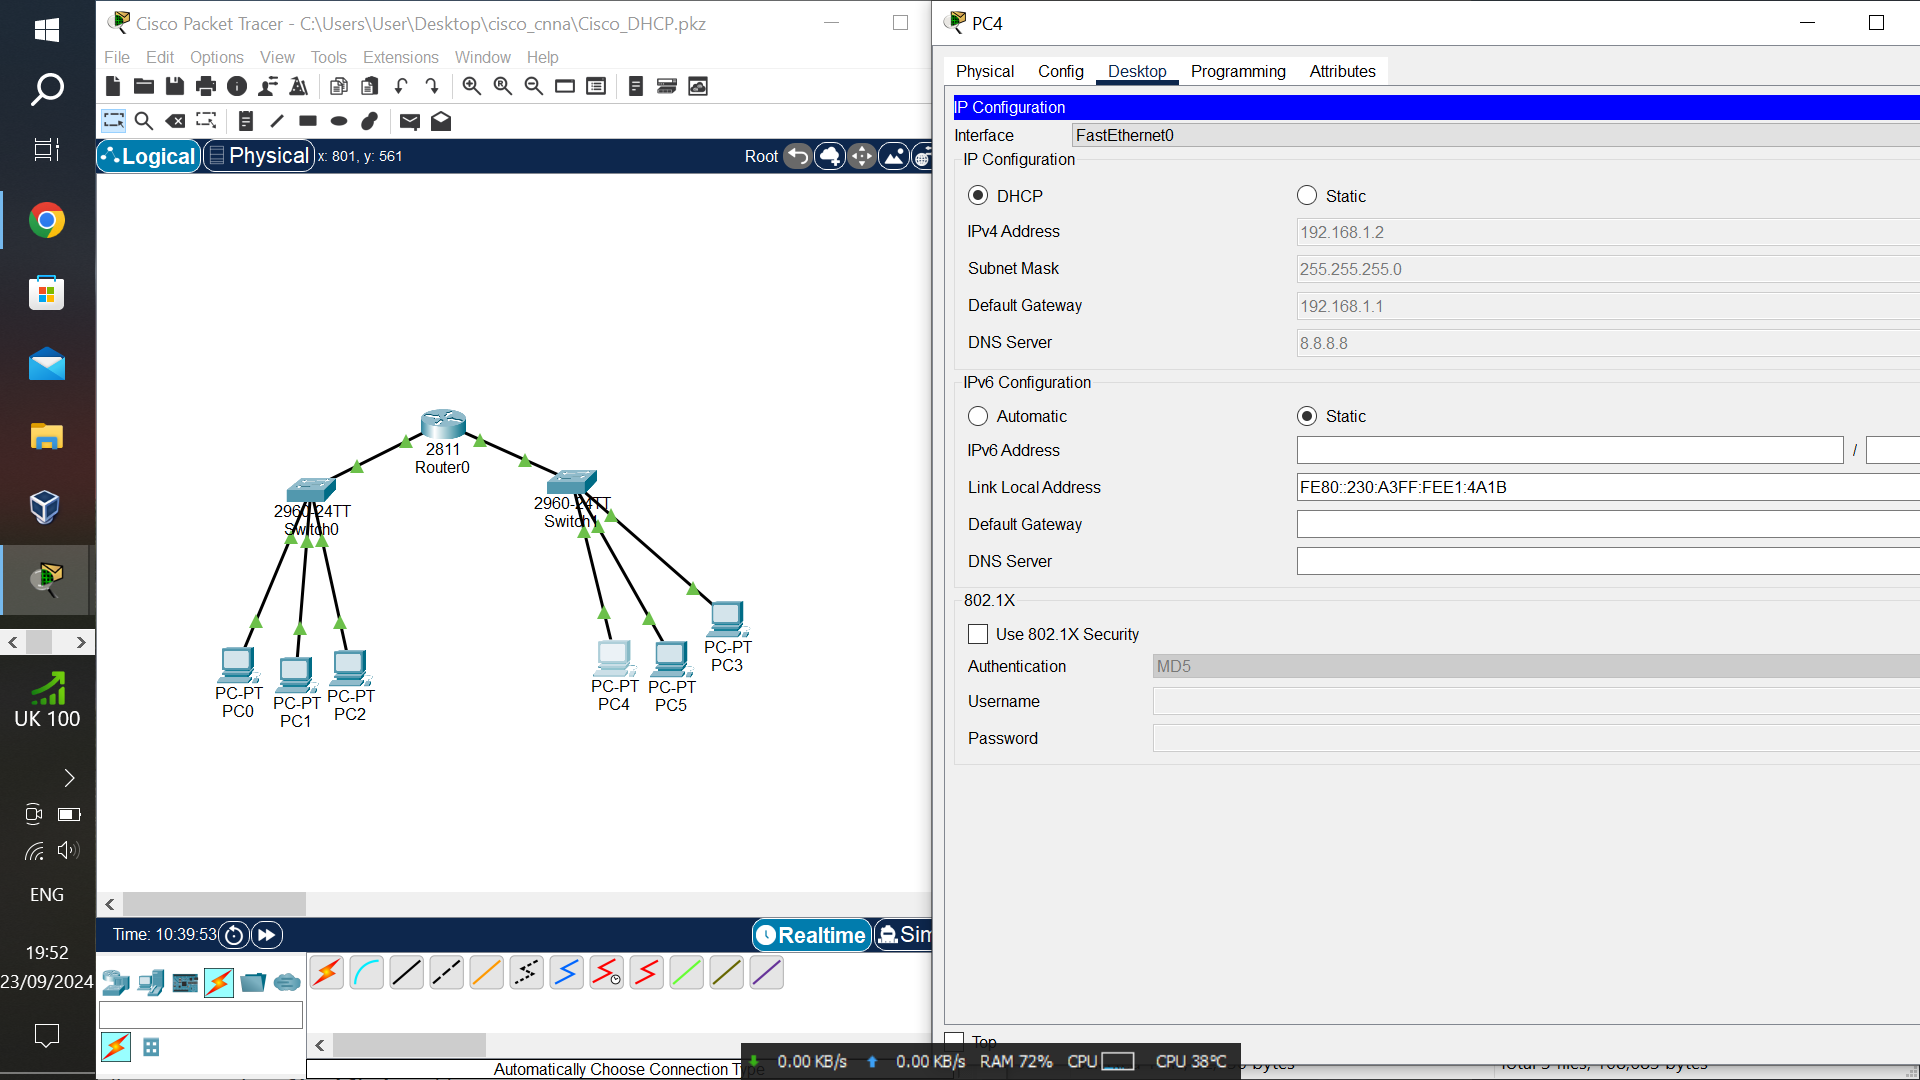 Cisco Packet Tracer - C:\Users\User\Desktop\cisco_cnna\Cisco_DHCP.pkz
File Edit Options View Tools Extensions Window Help
Logical Physical x: 801, y: 561 Root
2811
Router0
2960-24TT
Switch0
2960-24TT
Switch1
PC-PT
PC0
PC-PT
PC1
PC-PT
PC2
PC-PT
PC4
PC-PT
PC5
PC-PT
PC3
Time: 10:39:53
Realtime
Sim
Automatically Choose Connection Type
PC4
Physical Config Desktop Programming Attributes
IP Configuration
Interface FastEthernet0
IP Configuration
DHCP Static
IPv4 Address 192.168.1.2
Subnet Mask 255.255.255.0
Default Gateway 192.168.1.1
DNS Server 8.8.8.8
IPv6 Configuration
Automatic Static
IPv6 Address /
Link Local Address FE80::230:A3FF:FEE1:4A1B
Default Gateway
DNS Server
802.1X
Use 802.1X Security
Authentication MD5
Username
Password
Top
0.00 KB/s 0.00 KB/s RAM 72% CPU CPU 38°C
UK 100
ENG
19:52
23/09/2024